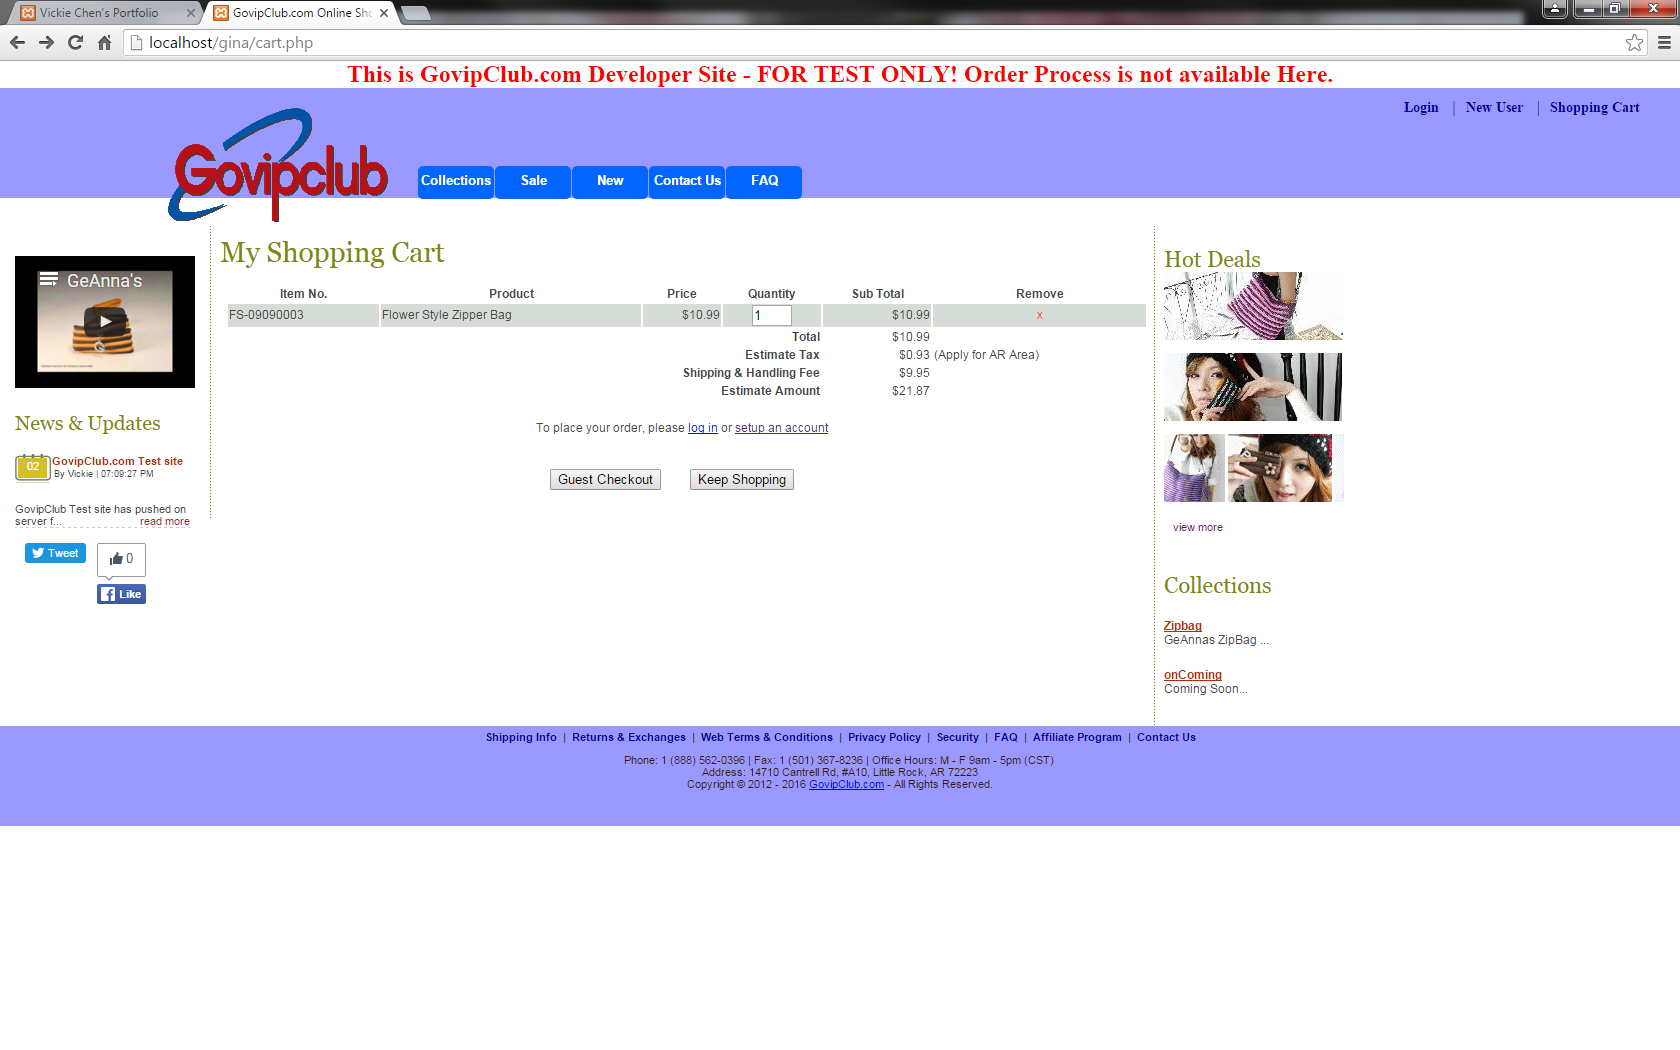 Vickie Chen's Portfolio
GovipClub.com Online Sho
localhost/gina/cart.php
This is GovipClub.com Developer Site - FOR TEST ONLY! Order Process is not available Here.
Login | New User | Shopping Cart
Govipclub
Collections Sale New Contact Us FAQ
GeAnna's
News & Updates
02
GovipClub.com Test site
By Vickie | 07:09:27 PM
GovipClub Test site has pushed on
server f... read more
Tweet
0
Like
My Shopping Cart
Item No. Product Price Quantity Sub Total Remove
FS-09090003 Flower Style Zipper Bag $10.99 1 $10.99 x
Total $10.99
Estimate Tax $0.93 (Apply for AR Area)
Shipping & Handling Fee $9.95
Estimate Amount $21.87
To place your order, please log in or setup an account
Guest Checkout Keep Shopping
Hot Deals
view more
Collections
Zipbag
GeAnnas ZipBag ...
onComing
Coming Soon...
Shipping Info | Returns & Exchanges | Web Terms & Conditions | Privacy Policy | Security | FAQ | Affiliate Program | Contact Us
Phone: 1 (888) 562-0396 | Fax: 1 (501) 367-8236 | Office Hours: M - F 9am - 5pm (CST)
Address: 14710 Cantrell Rd, #A10, Little Rock, AR 72223
Copyright © 2012 - 2016 GovipClub.com - All Rights Reserved.